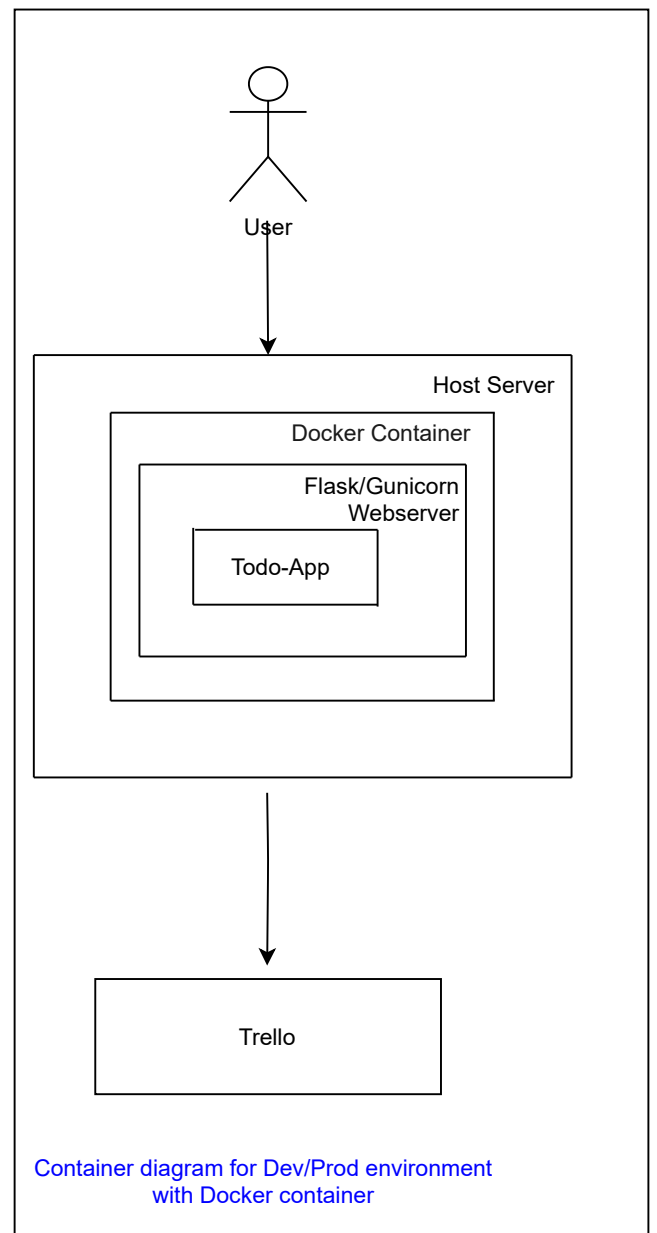 User
Host Server
Docker Container
Flask/Gunicorn
Webserver
Todo-App
Trello
Container diagram for Dev/Prod environment
with Docker container